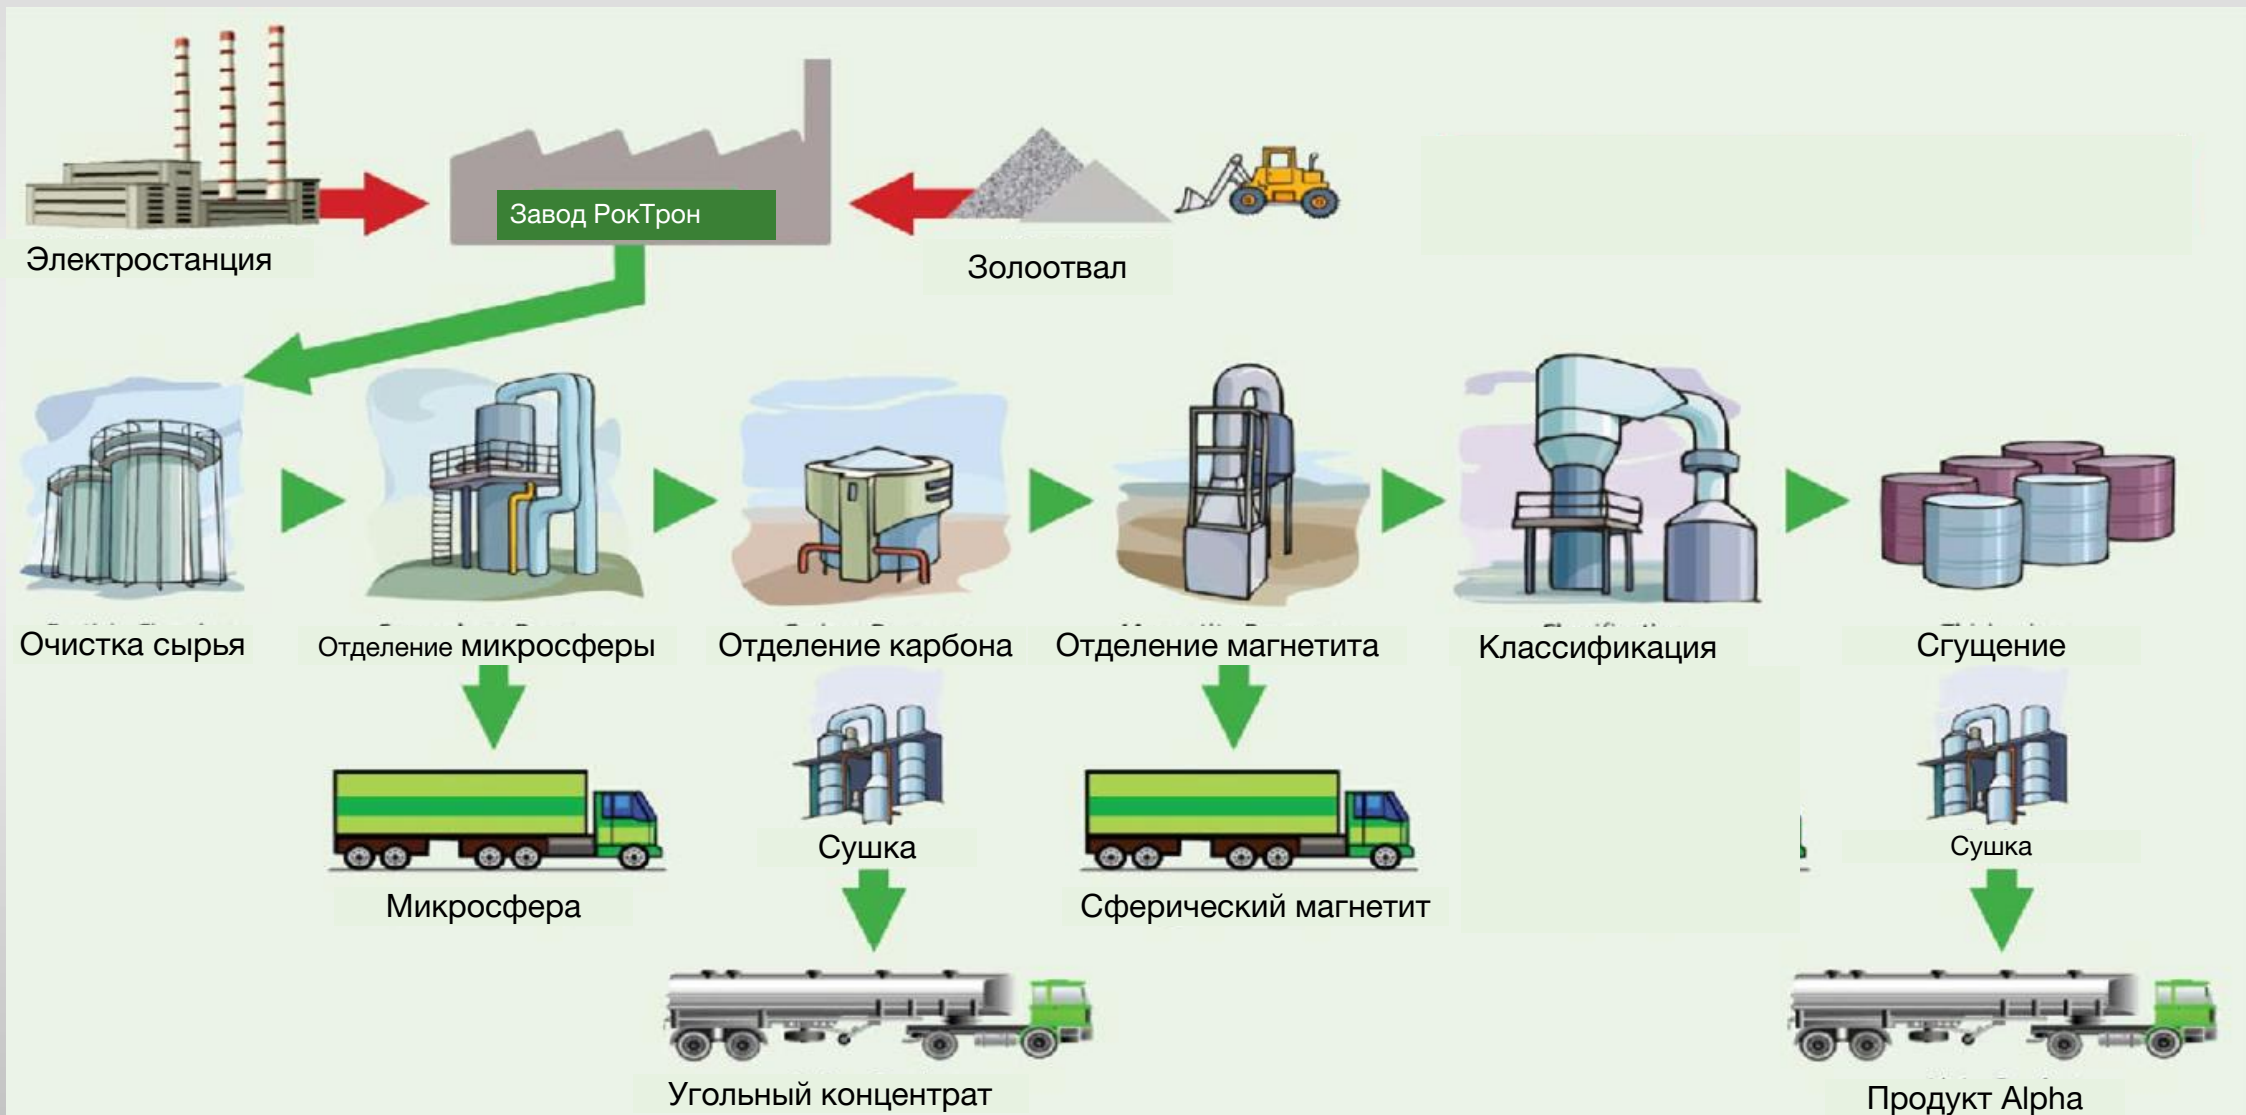 Завод РокТрон
Электростанция
Золоотвал
Очистка сырья
Отделение микросферы
Отделение карбона
Отделение магнетита
Классификация
Сгущение
Сушка
Сушка
Микросфера
Сферический магнетит
Угольный концентрат
Продукт Alpha